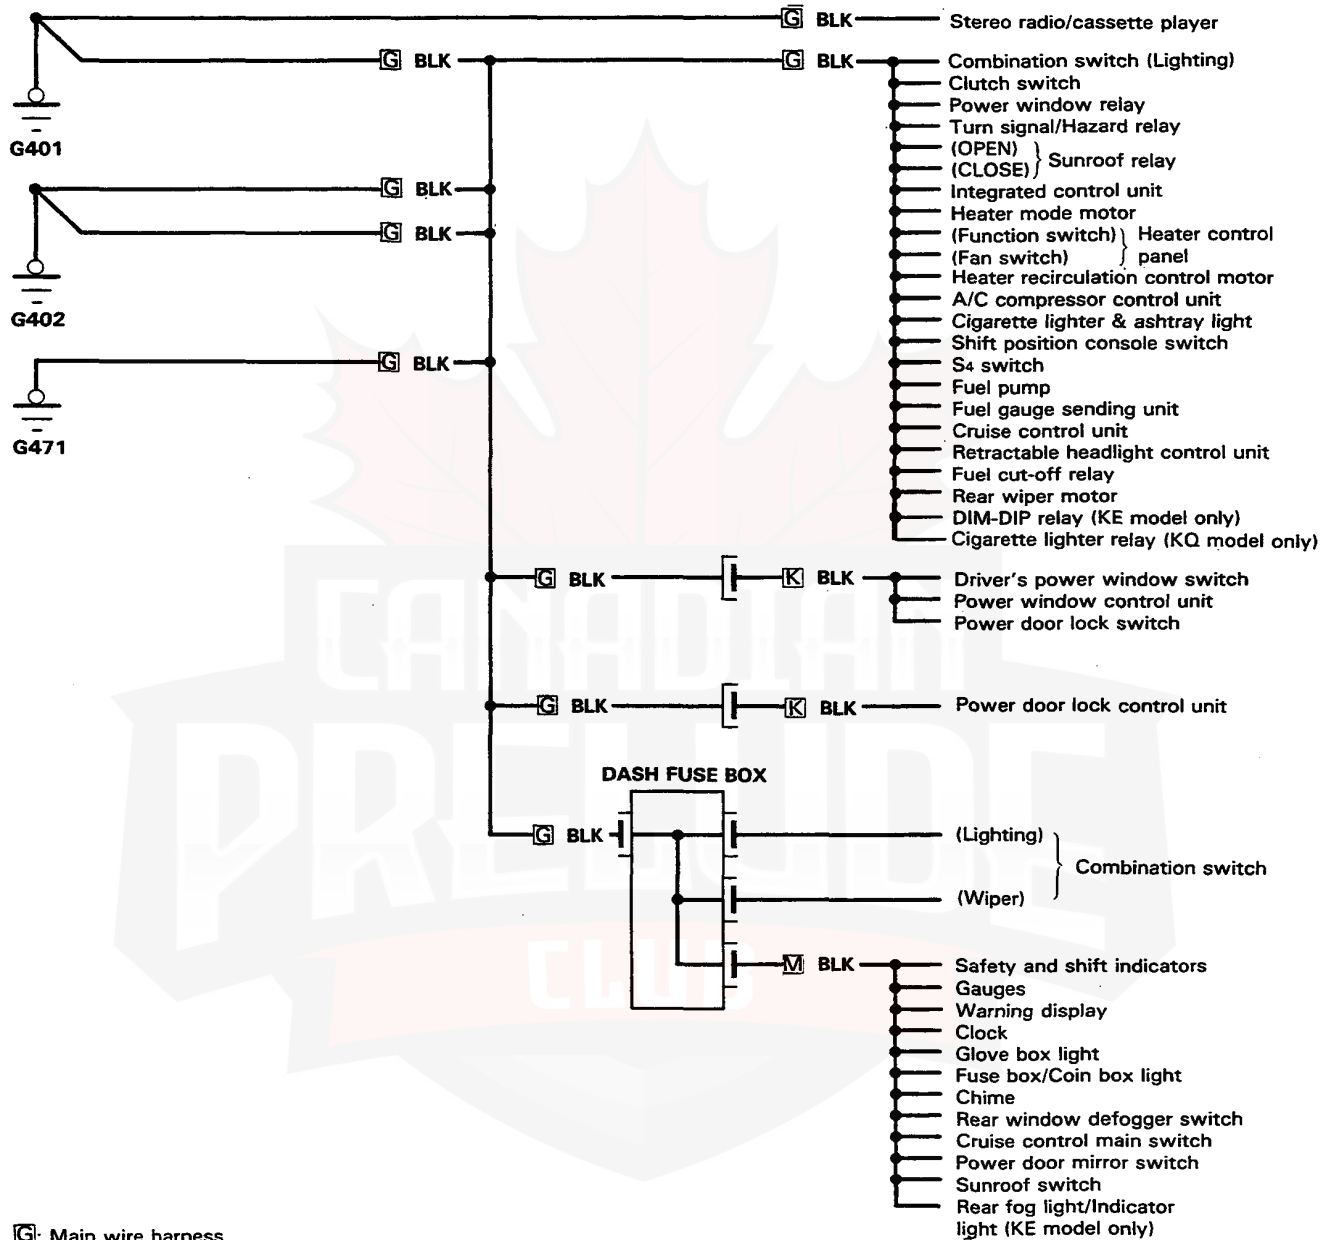 G BLK Stereo radio/cassette player
G BLK G BLK Combination switch (Lighting)
Clutch switch
Power window relay
Turn signal/Hazard relay
G401
(OPEN)
(CLOSE) Sunroof relay
G BLK Integrated control unit
Heater mode motor
G BLK (Function switch) Heater control
(Fan switch) panel
Heater recirculation control motor
A/C compressor control unit
G402
Cigarette lighter & ashtray light
Shift position console switch
G BLK S4 switch
Fuel pump
Fuel gauge sending unit
Cruise control unit
G471
Retractable headlight control unit
Fuel cut-off relay
Rear wiper motor
DIM-DIP relay (KE model only)
Cigarette lighter relay (KQ model only)
G BLK K BLK Driver's power window switch
Power window control unit
Power door lock switch
CANADIAN
G BLK K BLK Power door lock control unit
PRELUDE
DASH FUSE BOX
G BLK (Lighting)
Combination switch
(Wiper)
CLUB
M BLK Safety and shift indicators
Gauges
Warning display
Clock
Glove box light
Fuse box/Coin box light
Chime
Rear window defogger switch
Cruise control main switch
Power door mirror switch
Sunroof switch
Rear fog light/Indicator
light (KE model only)
G: Main wire harness